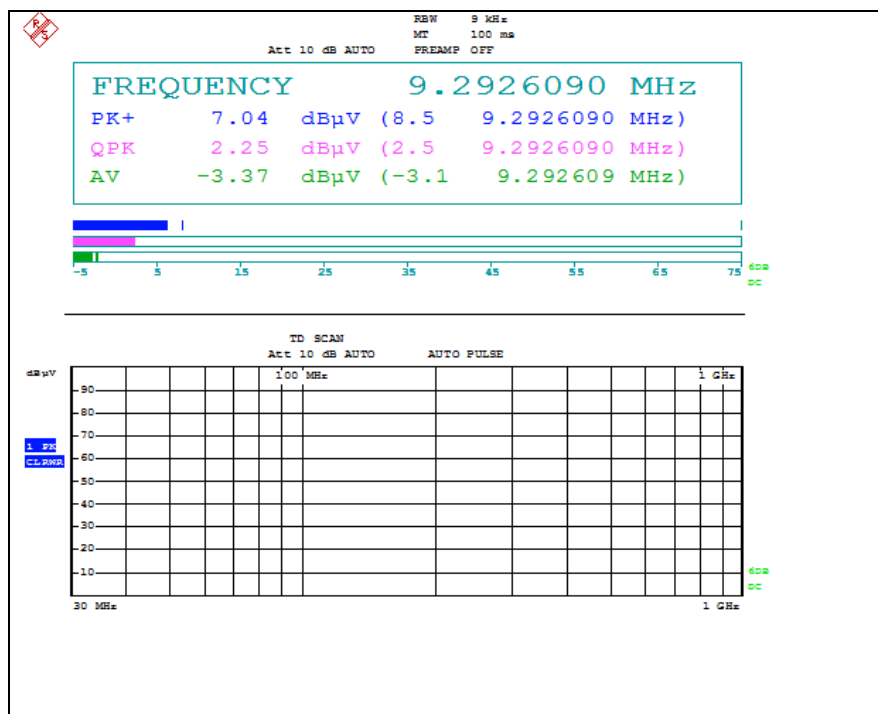 R S
RBW 9 kHz
MT 100 ms
Att 10 dB AUTO PREAMP OFF
FREQUENCY 9.2926090 MHz
PK+ 7.04 dBµV (8.5 9.2926090 MHz)
QPK 2.25 dBµV (2.5 9.2926090 MHz)
AV -3.37 dBµV (-3.1 9.292609 MHz)
-5 5 15 25 35 45 55 65 75
6DB
DC
TD SCAN
Att 10 dB AUTO AUTO PULSE
dBµV
100 MHz 1 GHz
90
80
70
1 PK
CLRWR
60
50
40
30
20
10
6DB
DC
30 MHz 1 GHz